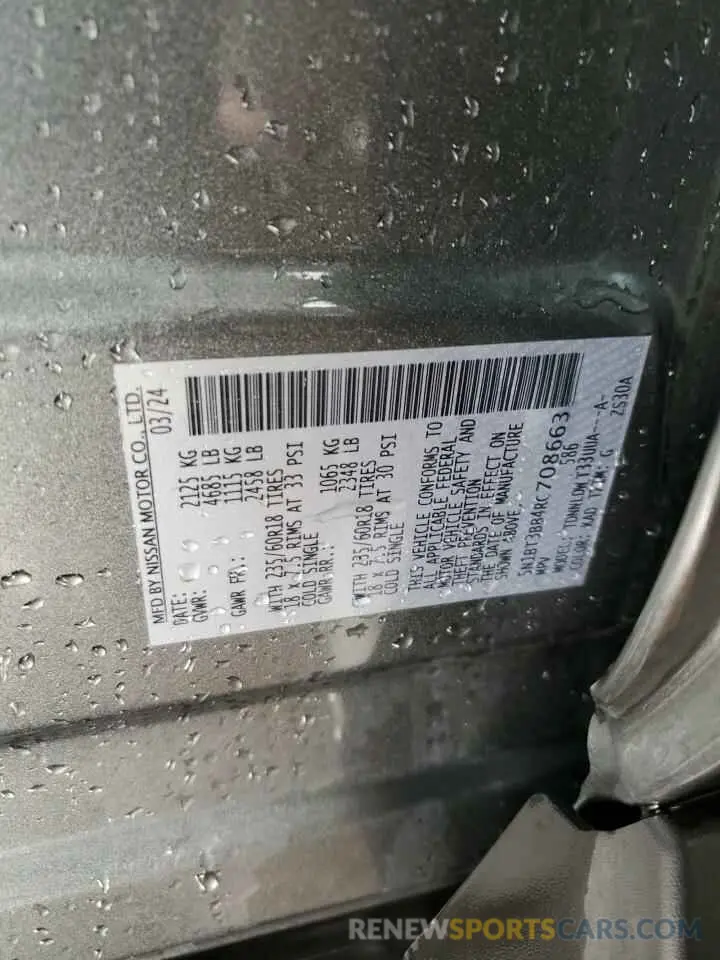 MFD BY NISSAN MOTOR CO., LTD.
DATE: 03/24
GVWR: 2125 KG
4685 LB
GAWR FR.: 1115 KG
2458 LB
WITH 235/60R18 TIRES
18 x 7.5 RIMS AT 33 PSI
COLD SINGLE
GAWR RR.: 1065 KG
2348 LB
WITH 235/60R18 TIRES
18 x 7.5 RIMS AT 30 PSI
COLD SINGLE
THIS VEHICLE CONFORMS TO
ALL APPLICABLE FEDERAL
MOTOR VEHICLE SAFETY AND
THEFT PREVENTION
STANDARDS IN EFFECT ON
THE DATE OF MANUFACTURE
SHOWN ABOVE.
5N1BT3BB4RC708663
MPV 586
MODEL: TDWNLDW T33UUA----A-
COLOR: KAD TRIM: G ZS30A
RENEWSPORTSCARS.COM